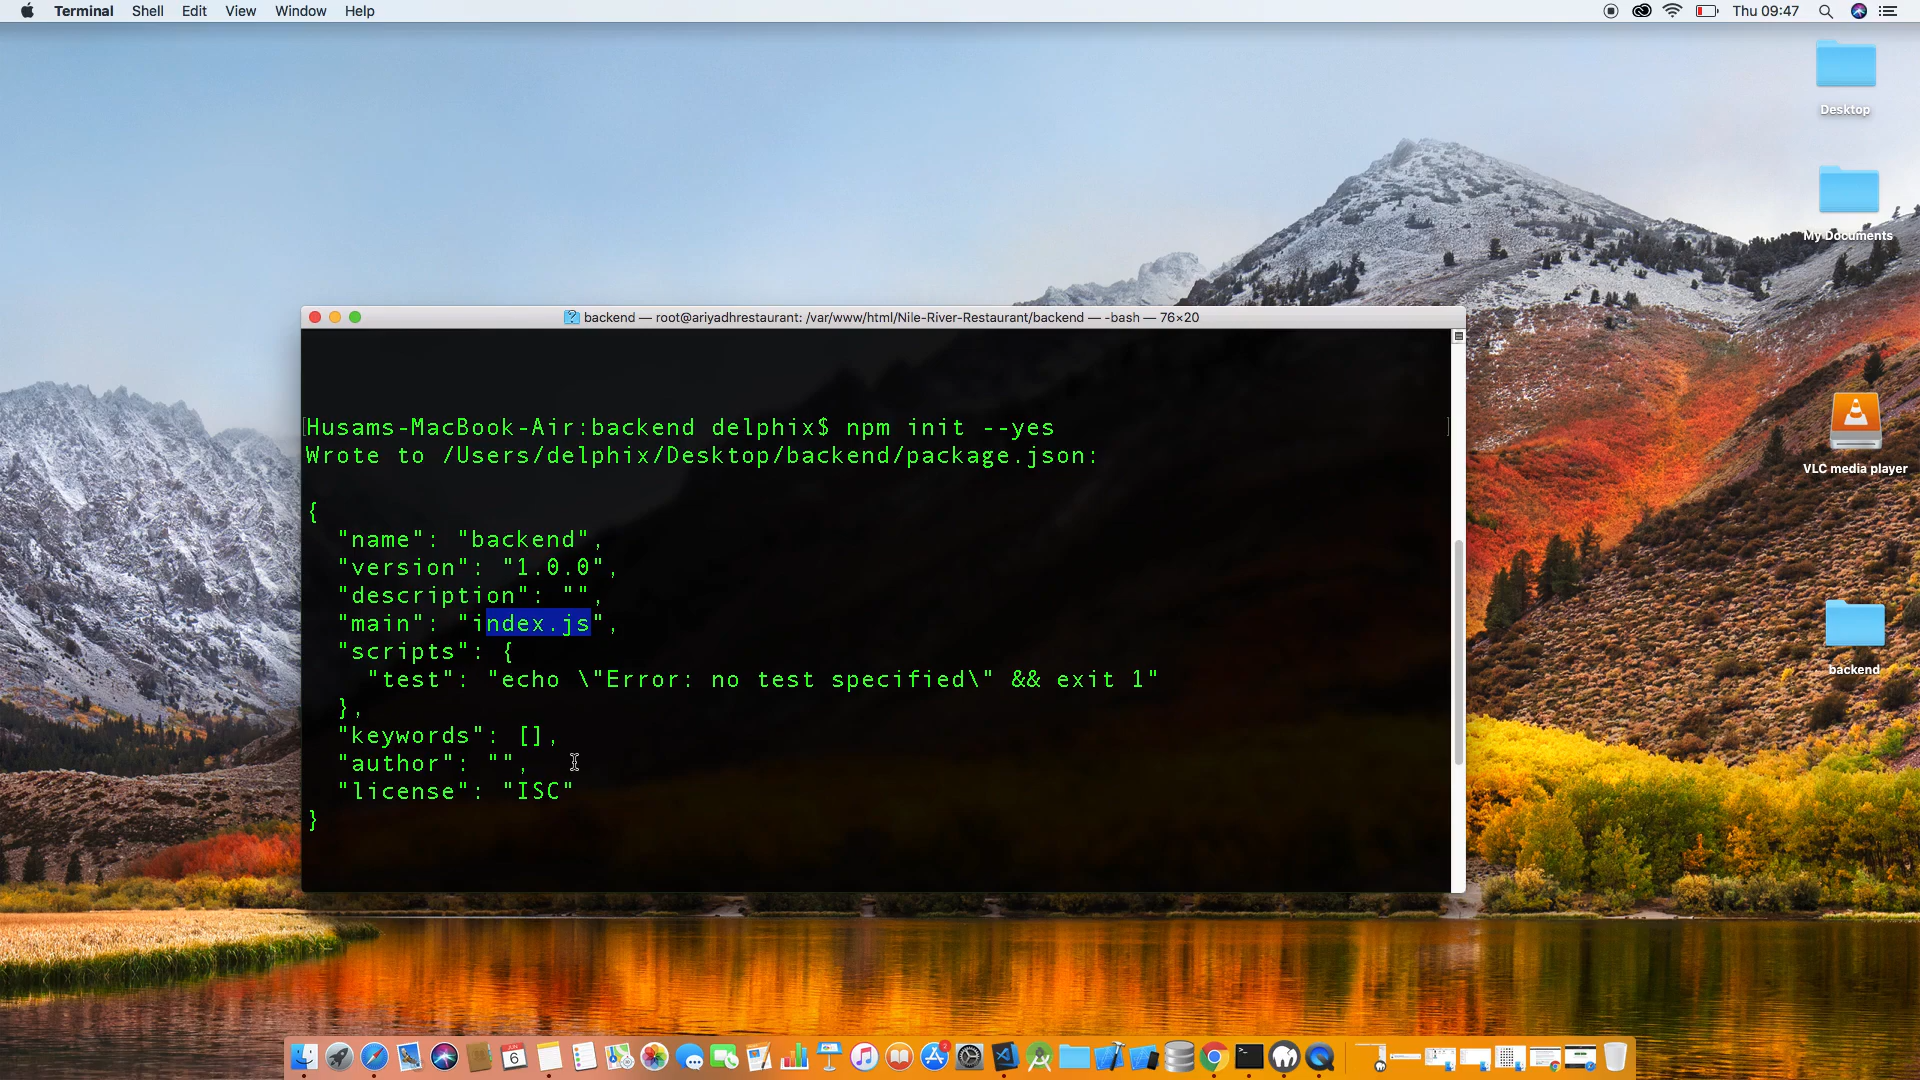 Terminal Shell Edit View Window Help
Thu 09:47
Desktop
My Documents
backend — root@ariyadhrestaurant: /var/www/html/Nile-River-Restaurant/backend — -bash — 76×20
Husams-MacBook-Air:backend delphix$ npm init --yes
Wrote to /Users/delphix/Desktop/backend/package.json:
{
"name": "backend",
"version": "1.0.0",
"description": "",
"main": "index.js",
"scripts": {
"test": "echo \"Error: no test specified\" && exit 1"
},
"keywords": [],
"author": "",
"license": "ISC"
}
VLC media player
backend
6
2